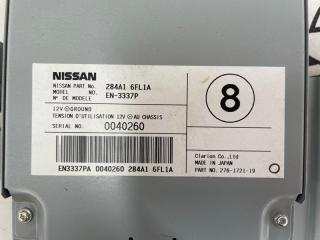 NISSAN
NISSAN PART NO. 284A1 6FL1A
MODEL NO. EN-3337P
N° DE MODELE
12V ⊖ GROUND
TENSION D'UTILISATION 12V ⊖ AU CHASSIS
SERIAL NO. 0040260
8
EN3337PA 0040260 284A1 6FL1A
Clarion Co.,Ltd
MADE IN JAPAN
PART NO. 276-1721-19